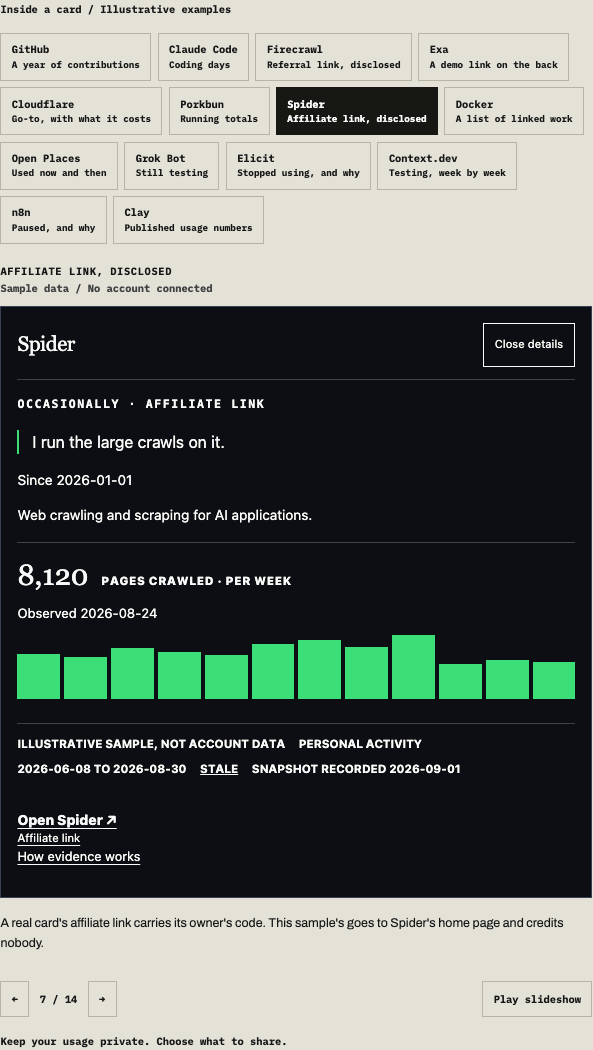 Inside a card / Illustrative examples
GitHub
A year of contributions
Claude Code
Coding days
Firecrawl
Referral link, disclosed
Exa
A demo link on the back
Cloudflare
Go-to, with what it costs
Porkbun
Running totals
Spider
Affiliate link, disclosed
Docker
A list of linked work
Open Places
Used now and then
Grok Bot
Still testing
Elicit
Stopped using, and why
Context.dev
Testing, week by week
n8n
Paused, and why
Clay
Published usage numbers
AFFILIATE LINK, DISCLOSED
Sample data / No account connected
Spider
Close details
OCCASIONALLY · AFFILIATE LINK
I run the large crawls on it.
Since 2026-01-01
Web crawling and scraping for AI applications.
8,120 PAGES CRAWLED · PER WEEK
Observed 2026-08-24
ILLUSTRATIVE SAMPLE, NOT ACCOUNT DATA PERSONAL ACTIVITY
2026-06-08 TO 2026-08-30 STALE SNAPSHOT RECORDED 2026-09-01
Open Spider ↗
Affiliate link
How evidence works
A real card's affiliate link carries its owner's code. This sample's goes to Spider's home page and credits
nobody.
← 7 / 14 →
Play slideshow
Keep your usage private. Choose what to share.